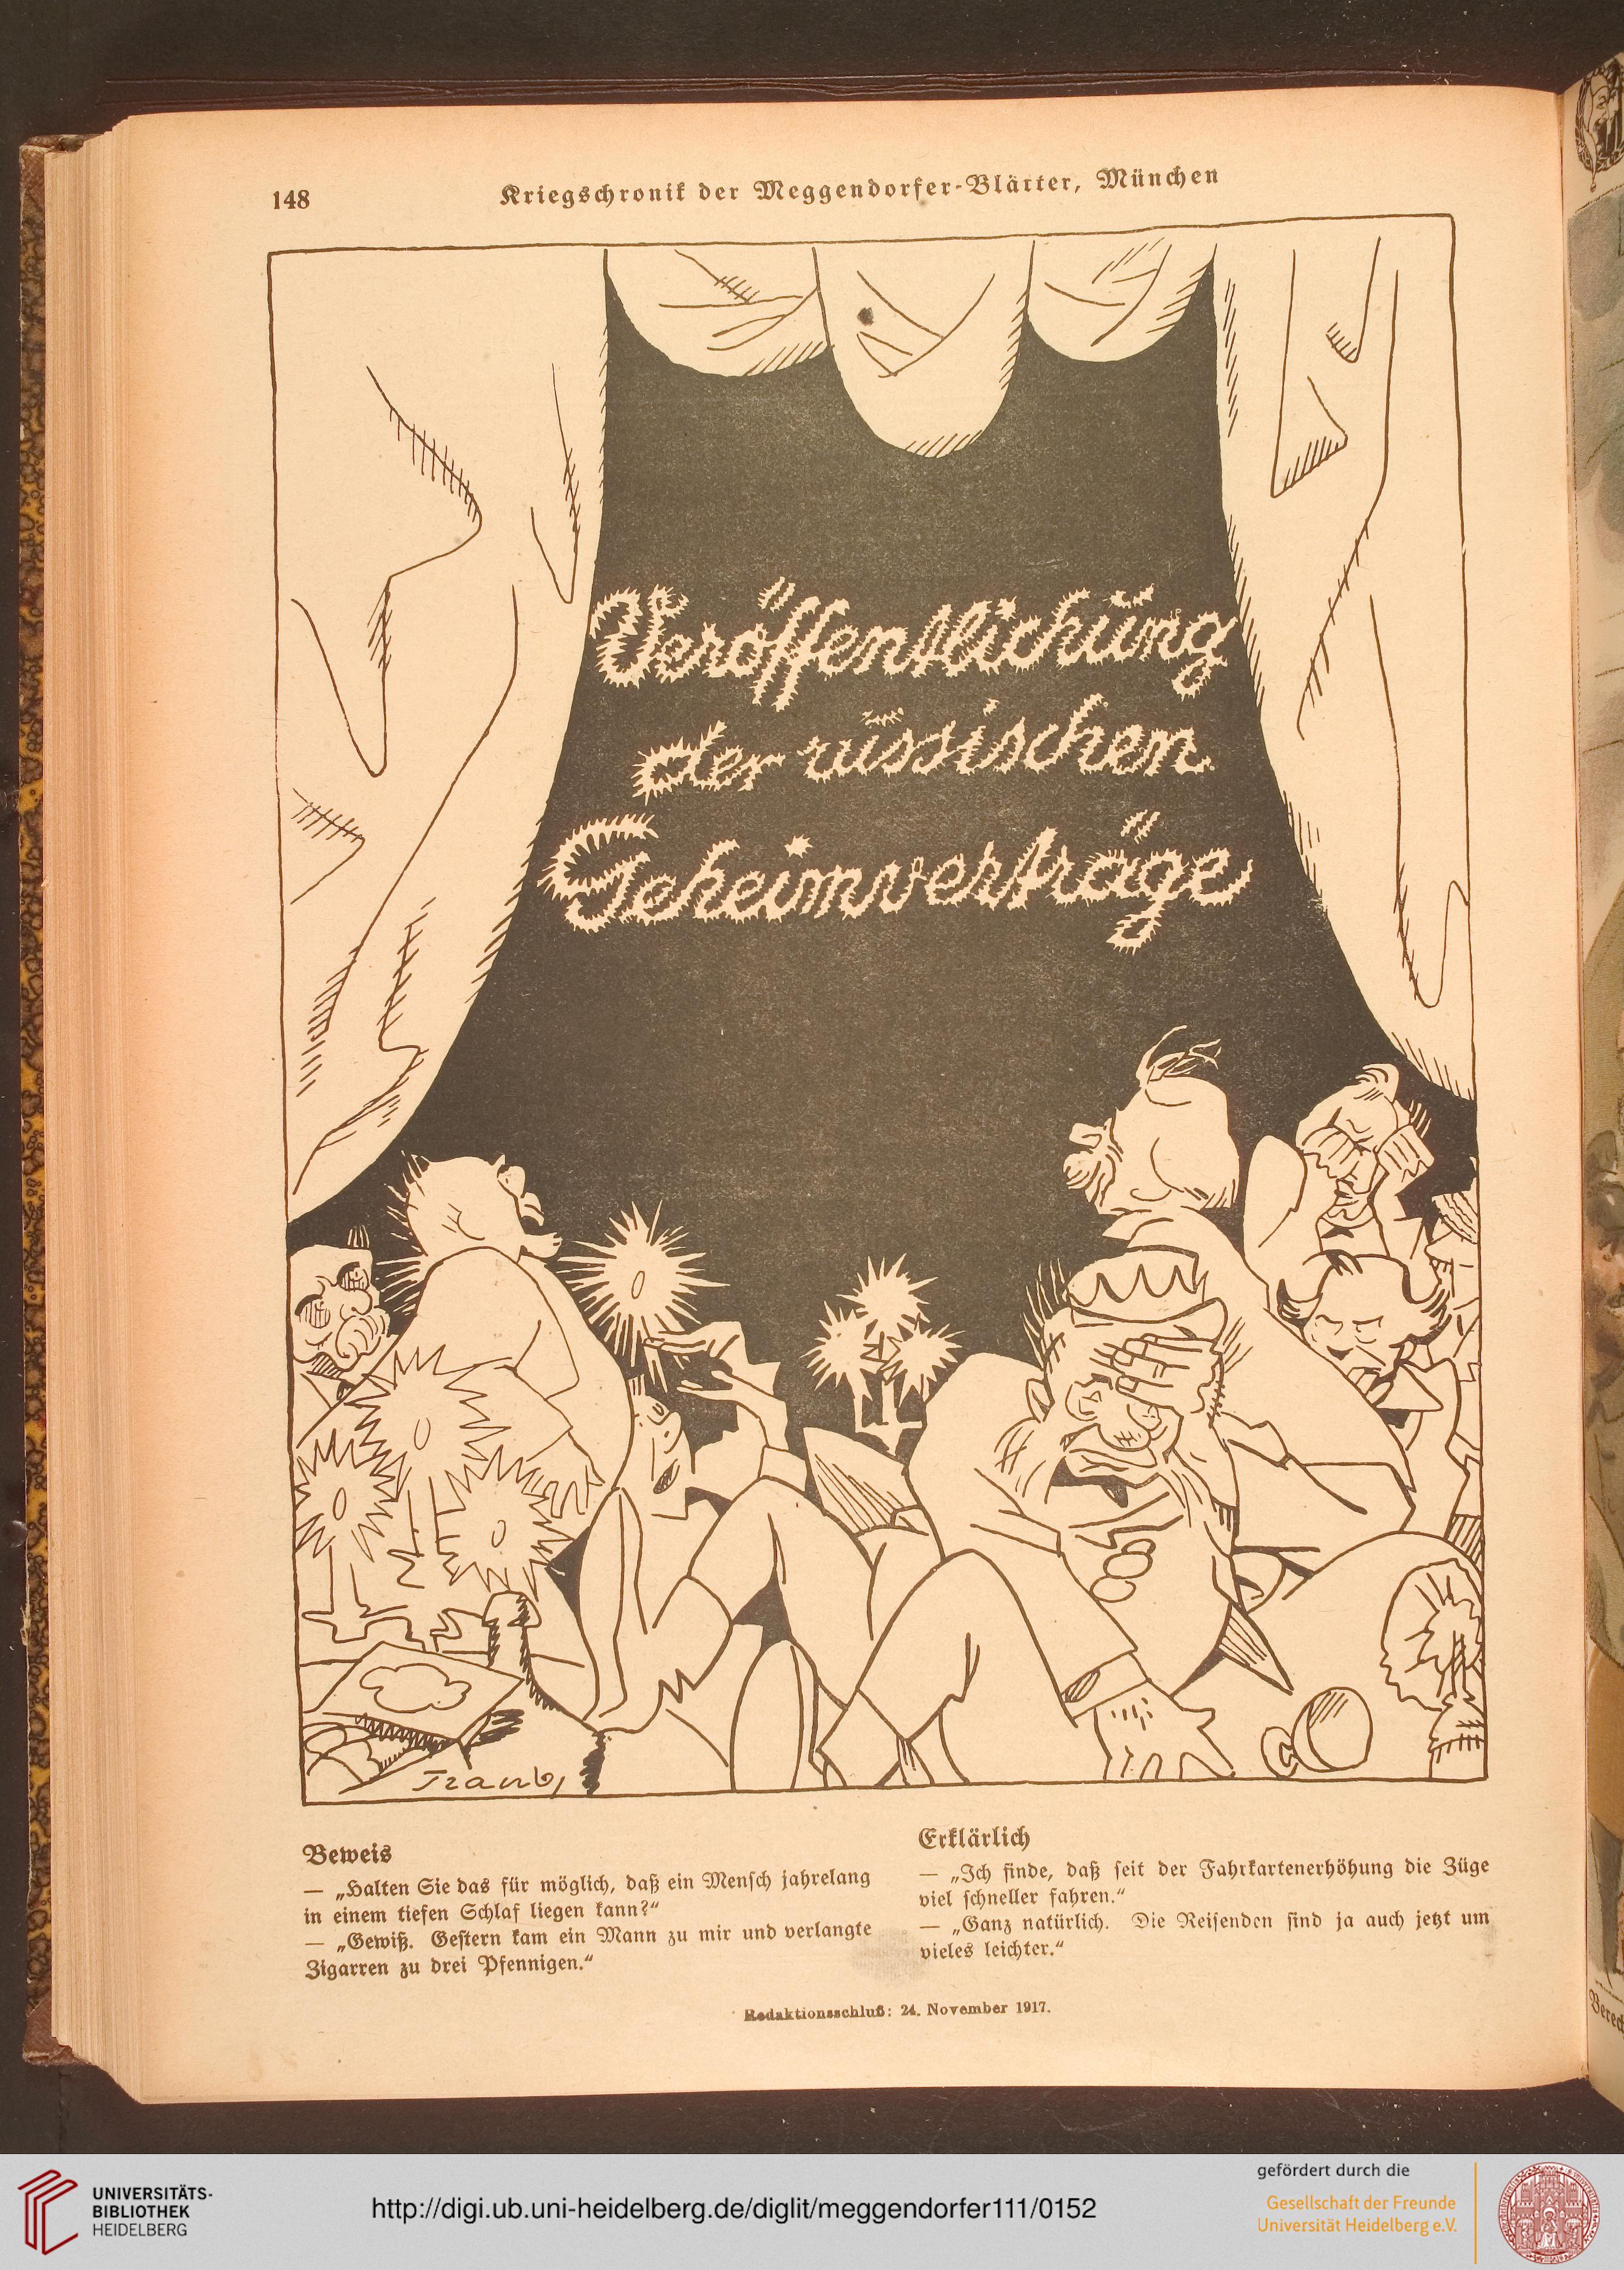 148
Kriegschronik der Meggendorfer-Blätter, München
Veröffentlichüng
der rüssischen
Geheimverträge
Traub,
Beweis
— „Halten Sie das für möglich, daß ein Mensch jahrelang
in einem tiefen Schlaf liegen kann?“
— „Gewiß. Gestern kam ein Mann zu mir und verlangte
Zigarren zu drei Pfennigen.“
Erklärlich
— „Ich finde, daß seit der Fahrkartenerhöhung die Züge
viel schneller fahren.“
— „Ganz natürlich. Die Reisenden sind ja auch jetzt um
vieles leichter.“
Redaktionsschluß: 24. November 1917.
UNIVERSITÄTS-
BIBLIOTHEK
HEIDELBERG
http://digi.ub.uni-heidelberg.de/diglit/meggendorfer111/0152
gefördert durch die
Gesellschaft der Freunde
Universität Heidelberg e.V.